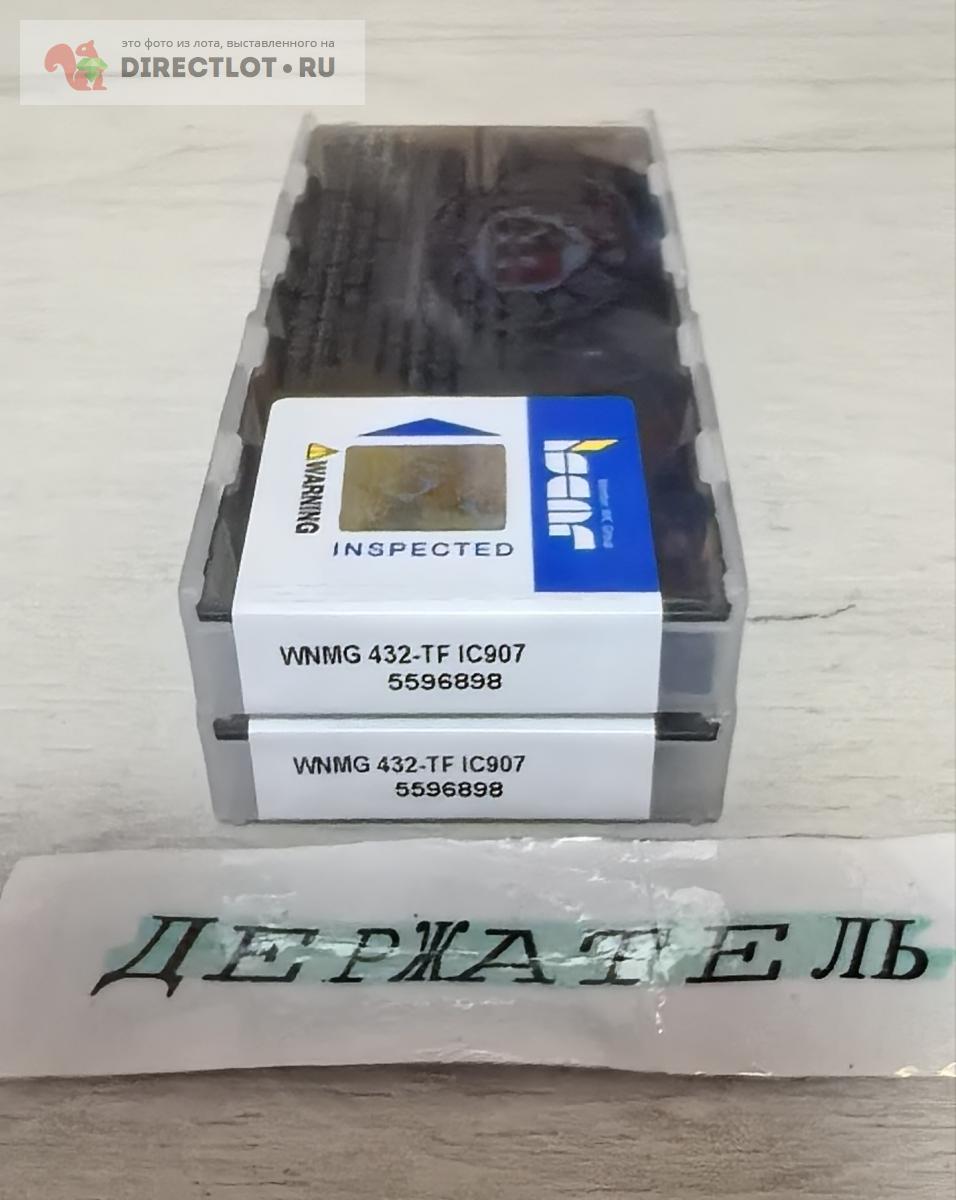 это фото из лота, выставленного на
DIRECTLOT•RU
WARNING
INSPECTED
iscar
WNMG 432-TF IC907
5596898
WNMG 432-TF IC907
5596898
ДЕРЖАТЕЛЬ